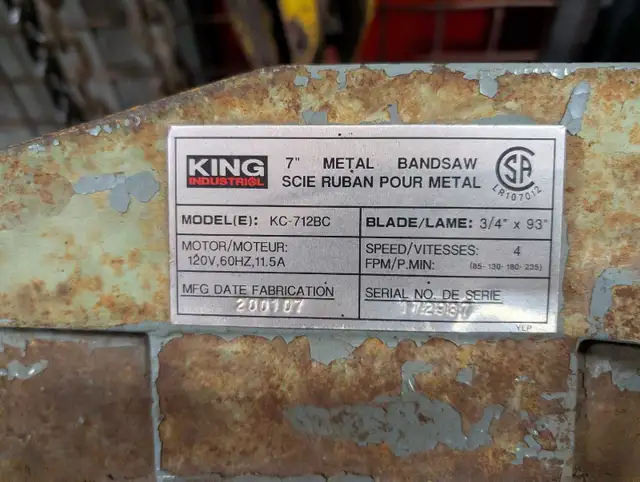 KING
INDUSTRIAL
7" METAL BANDSAW
SCIE RUBAN POUR METAL
SA
LR107012
MODEL(E): KC-712BC
BLADE/LAME: 3/4" x 93"
MOTOR/MOTEUR:
120V,60HZ,11.5A
SPEED/VITESSES: 4
FPM/P.MIN: (85-130-180-235)
MFG DATE FABRICATION
200107
SERIAL NO. DE SERIE
YLP